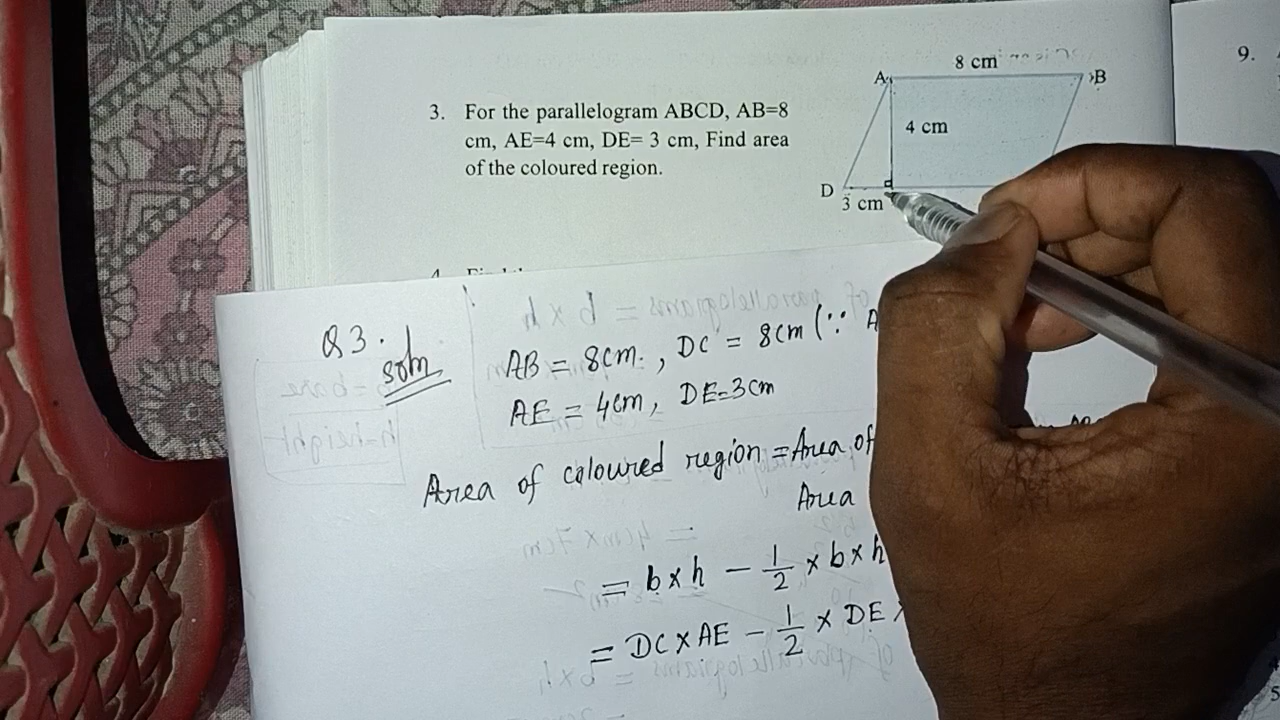 9.
8 cm
A
B
3. For the parallelogram ABCD, AB=8
cm, AE=4 cm, DE= 3 cm, Find area
of the coloured region.
4 cm
D
3 cm
Q3.
soln
AB = 8cm. , DC = 8cm (∵ A
AE = 4cm, DE=3cm
Area of coloured region = Area of
Area
= b×h - 1/2 × b×h
= DC×AE - 1/2 × DE ×